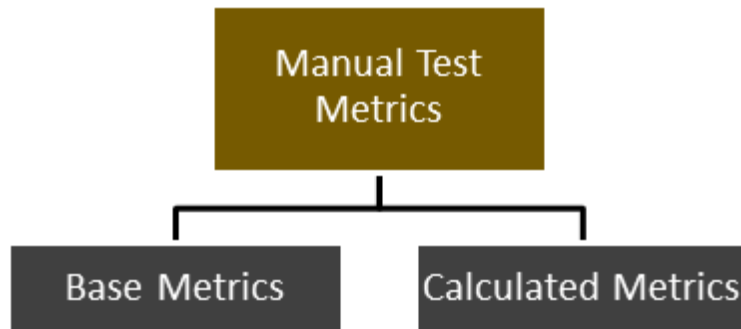 Manual Test
Metrics
Base Metrics
Calculated Metrics